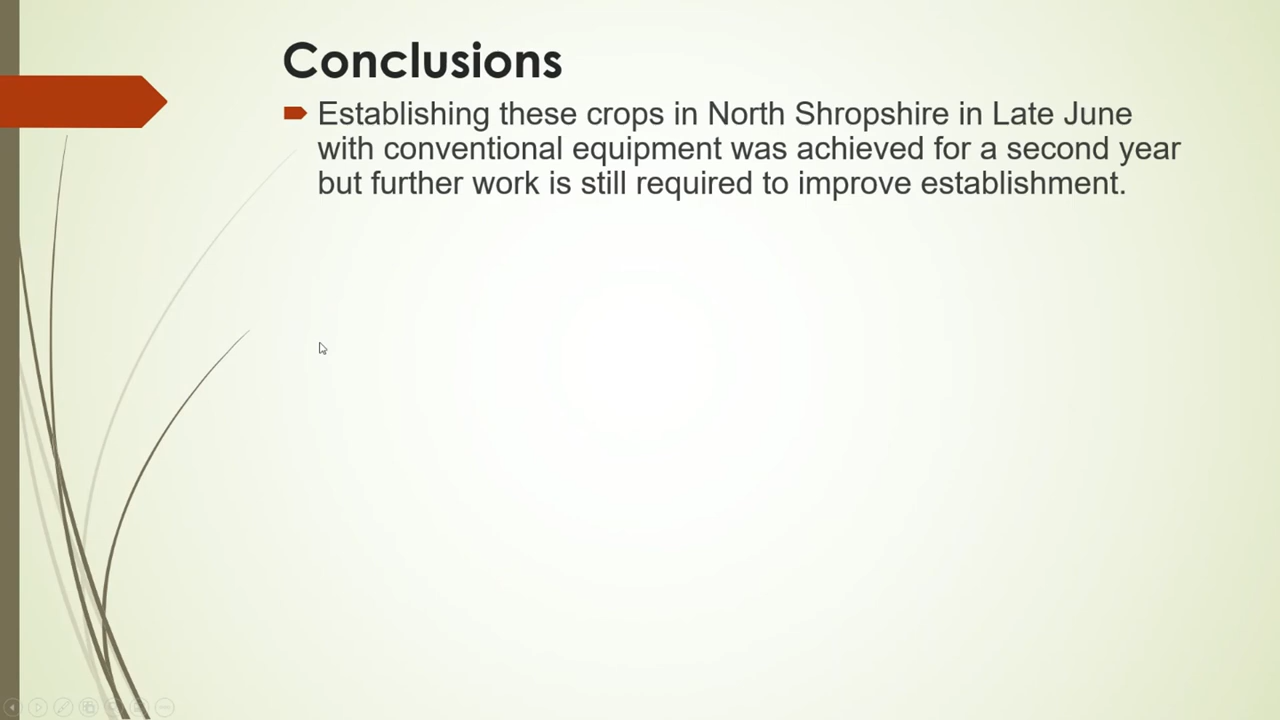 Conclusions
Establishing these crops in North Shropshire in Late June
with conventional equipment was achieved for a second year
but further work is still required to improve establishment.